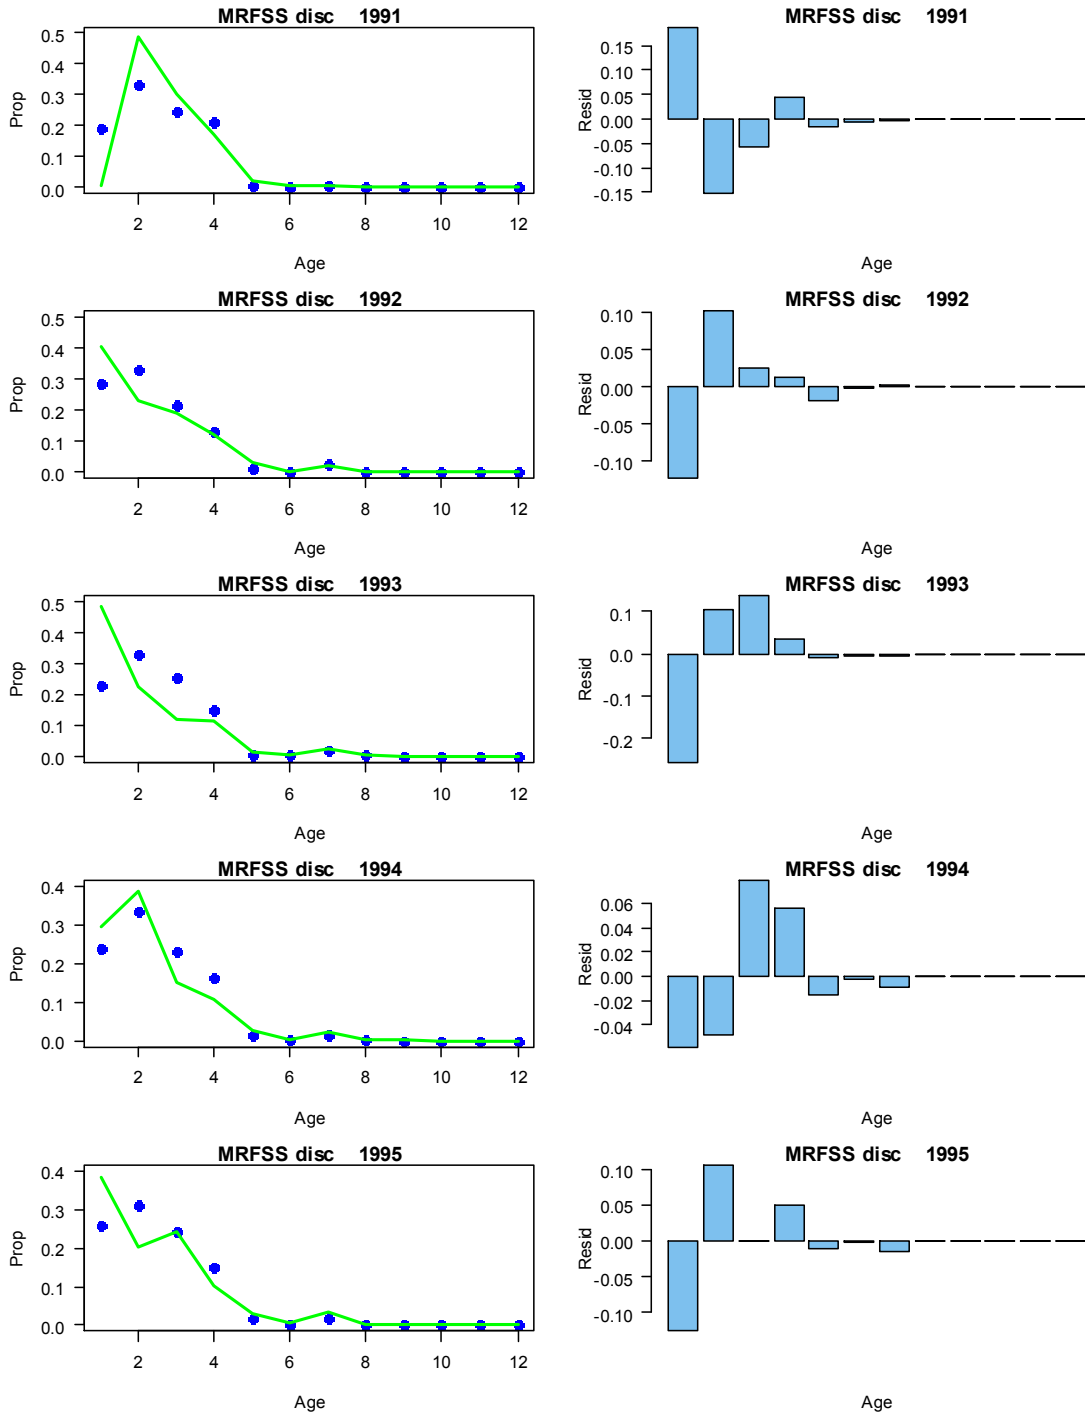 MRFSS disc 1991
0.5
0.4
0.3
0.2
0.1
0.0
Prop
2 4 6 8 10 12
Age
MRFSS disc 1991
0.15
0.10
0.05
0.00
-0.05
-0.10
-0.15
Resid
Age
MRFSS disc 1992
0.5
0.4
0.3
0.2
0.1
0.0
Prop
2 4 6 8 10 12
Age
MRFSS disc 1992
0.10
0.05
0.00
-0.05
-0.10
Resid
Age
MRFSS disc 1993
0.5
0.4
0.3
0.2
0.1
0.0
Prop
2 4 6 8 10 12
Age
MRFSS disc 1993
0.1
0.0
-0.1
-0.2
Resid
Age
MRFSS disc 1994
0.4
0.3
0.2
0.1
0.0
Prop
2 4 6 8 10 12
Age
MRFSS disc 1994
0.06
0.04
0.02
0.00
-0.02
-0.04
Resid
Age
MRFSS disc 1995
0.4
0.3
0.2
0.1
0.0
Prop
2 4 6 8 10 12
Age
MRFSS disc 1995
0.10
0.05
0.00
-0.05
-0.10
Resid
Age